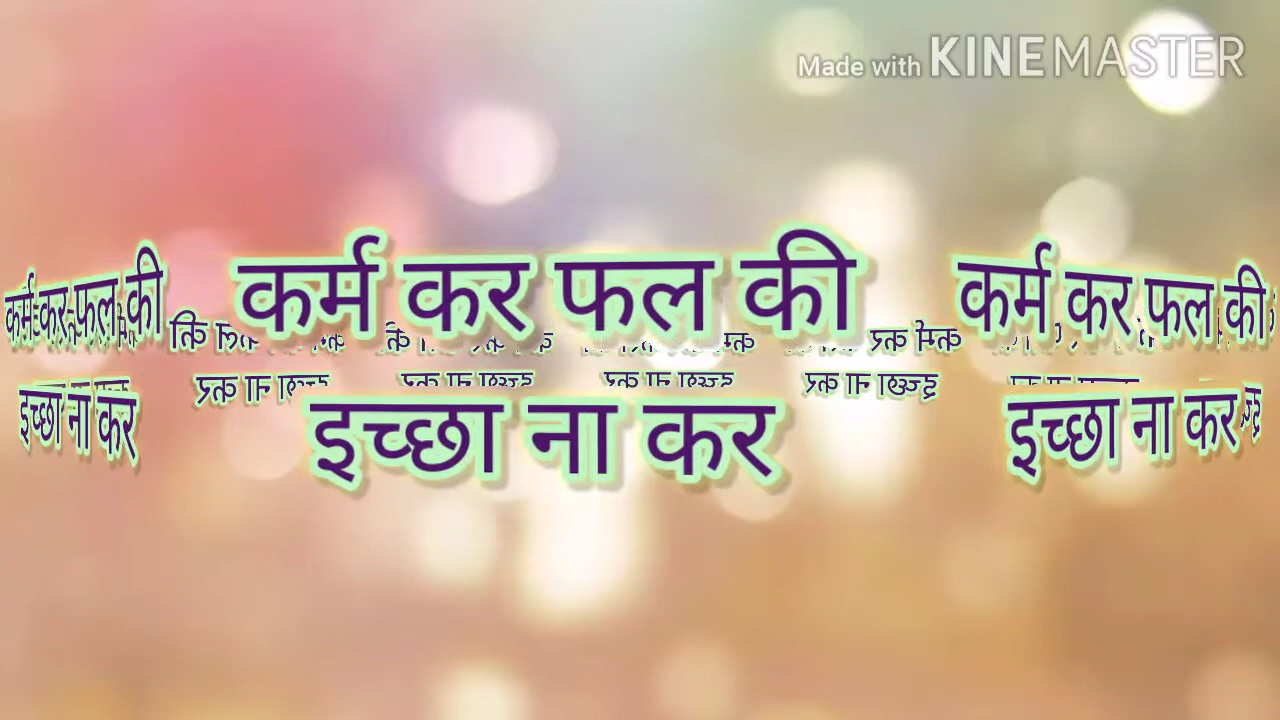 Made with KINEMASTER
कर्म कर फल की कर्म कर फल की कर्म कर फल की
इच्छा ना कर इच्छा ना कर इच्छा ना कर